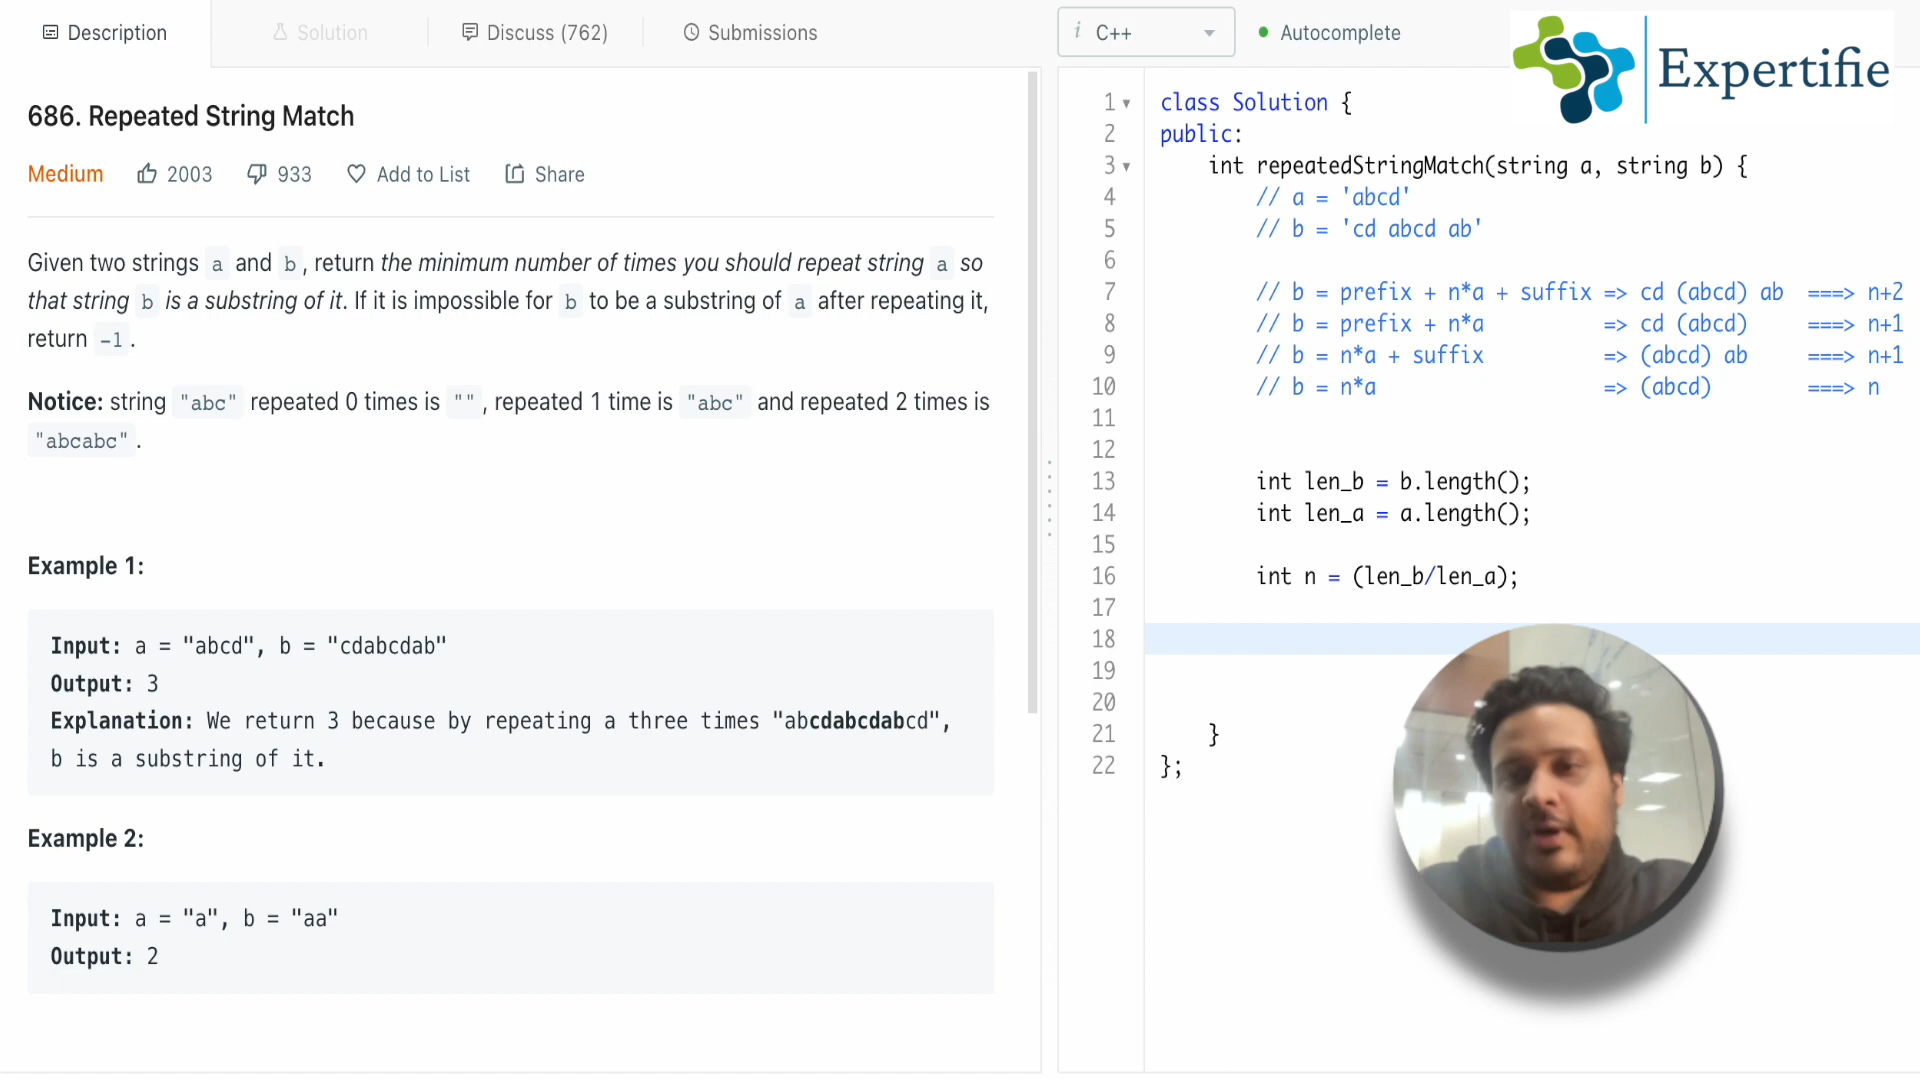 Description
Solution
Discuss (762)
Submissions
i C++
Autocomplete
Expertifie
686. Repeated String Match
Medium 2003 933 Add to List Share
Given two strings a and b, return the minimum number of times you should repeat string a so
that string b is a substring of it. If it is impossible for b to be a substring of a after repeating it,
return -1.
Notice: string "abc" repeated 0 times is "", repeated 1 time is "abc" and repeated 2 times is
"abcabc".
Example 1:
Input: a = "abcd", b = "cdabcdab"
Output: 3
Explanation: We return 3 because by repeating a three times "abcdabcdabcd",
b is a substring of it.
Example 2:
Input: a = "a", b = "aa"
Output: 2
1 class Solution {
2 public:
3 int repeatedStringMatch(string a, string b) {
4 // a = 'abcd'
5 // b = 'cd abcd ab'
6
7 // b = prefix + n*a + suffix => cd (abcd) ab ===> n+2
8 // b = prefix + n*a => cd (abcd) ===> n+1
9 // b = n*a + suffix => (abcd) ab ===> n+1
10 // b = n*a => (abcd) ===> n
11
12
13 int len_b = b.length();
14 int len_a = a.length();
15
16 int n = (len_b/len_a);
17
18
19
20
21 }
22 };